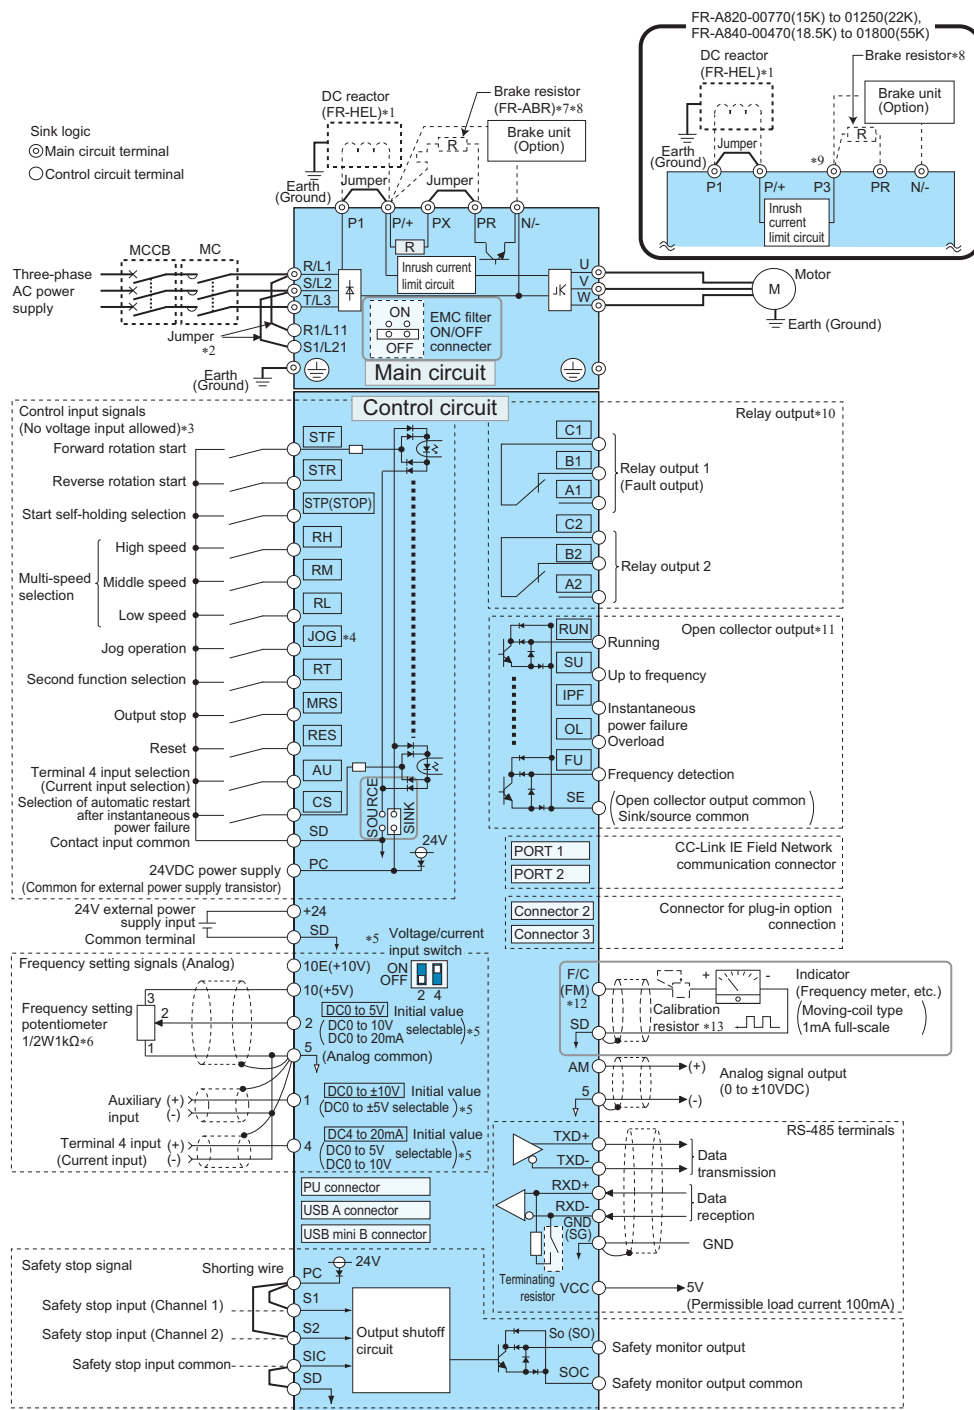 FR-A820-00770(15K) to 01250(22K),
FR-A840-00470(18.5K) to 01800(55K)
DC reactor
(FR-HEL)*1
Brake resistor*8
Brake unit
(Option)
R
Earth
(Ground)
Jumper
*9
P1
P/+
P3
PR
N/-
Inrush
current
limit circuit
Sink logic
Main circuit terminal
Control circuit terminal
DC reactor
(FR-HEL)*1
Brake resistor
(FR-ABR)*7*8
Brake unit
(Option)
R
Earth
(Ground)
Jumper
Jumper
P1
P/+
PX
PR
N/-
R
MCCB
MC
Three-phase
AC power
supply
R/L1
S/L2
T/L3
R1/L11
S1/L21
Jumper
*2
Earth
(Ground)
Inrush current
limit circuit
ON
OFF
EMC filter
ON/OFF
connecter
U
V
W
Motor
M
Earth (Ground)
Main circuit
Control circuit
Control input signals
(No voltage input allowed)*3
Forward rotation start
STF
Reverse rotation start
STR
Start self-holding selection
STP(STOP)
Multi-speed
selection
High speed
RH
Middle speed
RM
Low speed
RL
Jog operation
JOG
*4
Second function selection
RT
Output stop
MRS
Reset
RES
Terminal 4 input selection
(Current input selection)
AU
Selection of automatic restart
after instantaneous
power failure
CS
Contact input common
SD
SOURCE
SINK
24V
24VDC power supply
(Common for external power supply transistor)
PC
Relay output*10
C1
B1
A1
Relay output 1
(Fault output)
C2
B2
A2
Relay output 2
Open collector output*11
RUN
Running
SU
Up to frequency
IPF
Instantaneous
power failure
OL
Overload
FU
Frequency detection
SE
(Open collector output common
Sink/source common)
PORT 1
PORT 2
CC-Link IE Field Network
communication connector
Connector 2
Connector 3
Connector for plug-in option
connection
24V external power
supply input
Common terminal
+24
SD
*5
Voltage/current
input switch
ON
OFF
2 4
Frequency setting signals (Analog)
10E(+10V)
10(+5V)
Frequency setting
potentiometer
1/2W1kΩ*6
3
2
1
2
DC0 to 5V Initial value
(DC0 to 10V
DC0 to 20mA selectable)*5
5
(Analog common)
Auxiliary
input
(+)
(-)
1
DC0 to ±10V Initial value
(DC0 to ±5V selectable)*5
Terminal 4 input
(Current input)
(+)
(-)
4
DC4 to 20mA Initial value
(DC0 to 5V
DC0 to 10V selectable)*5
F/C
(FM)
*12
SD
+
-
Calibration
resistor *13
Indicator
(Frequency meter, etc.)
(Moving-coil type
1mA full-scale)
AM
(+)
5
(-)
Analog signal output
(0 to ±10VDC)
RS-485 terminals
TXD+
TXD-
Data
transmission
RXD+
RXD-
Data
reception
GND
(SG)
GND
Terminating
resistor
VCC
5V
(Permissible load current 100mA)
PU connector
USB A connector
USB mini B connector
Safety stop signal
Shorting wire
PC
24V
Safety stop input (Channel 1)
S1
Safety stop input (Channel 2)
S2
Safety stop input common
SIC
SD
Output shutoff
circuit
So (SO)
Safety monitor output
SOC
Safety monitor output common